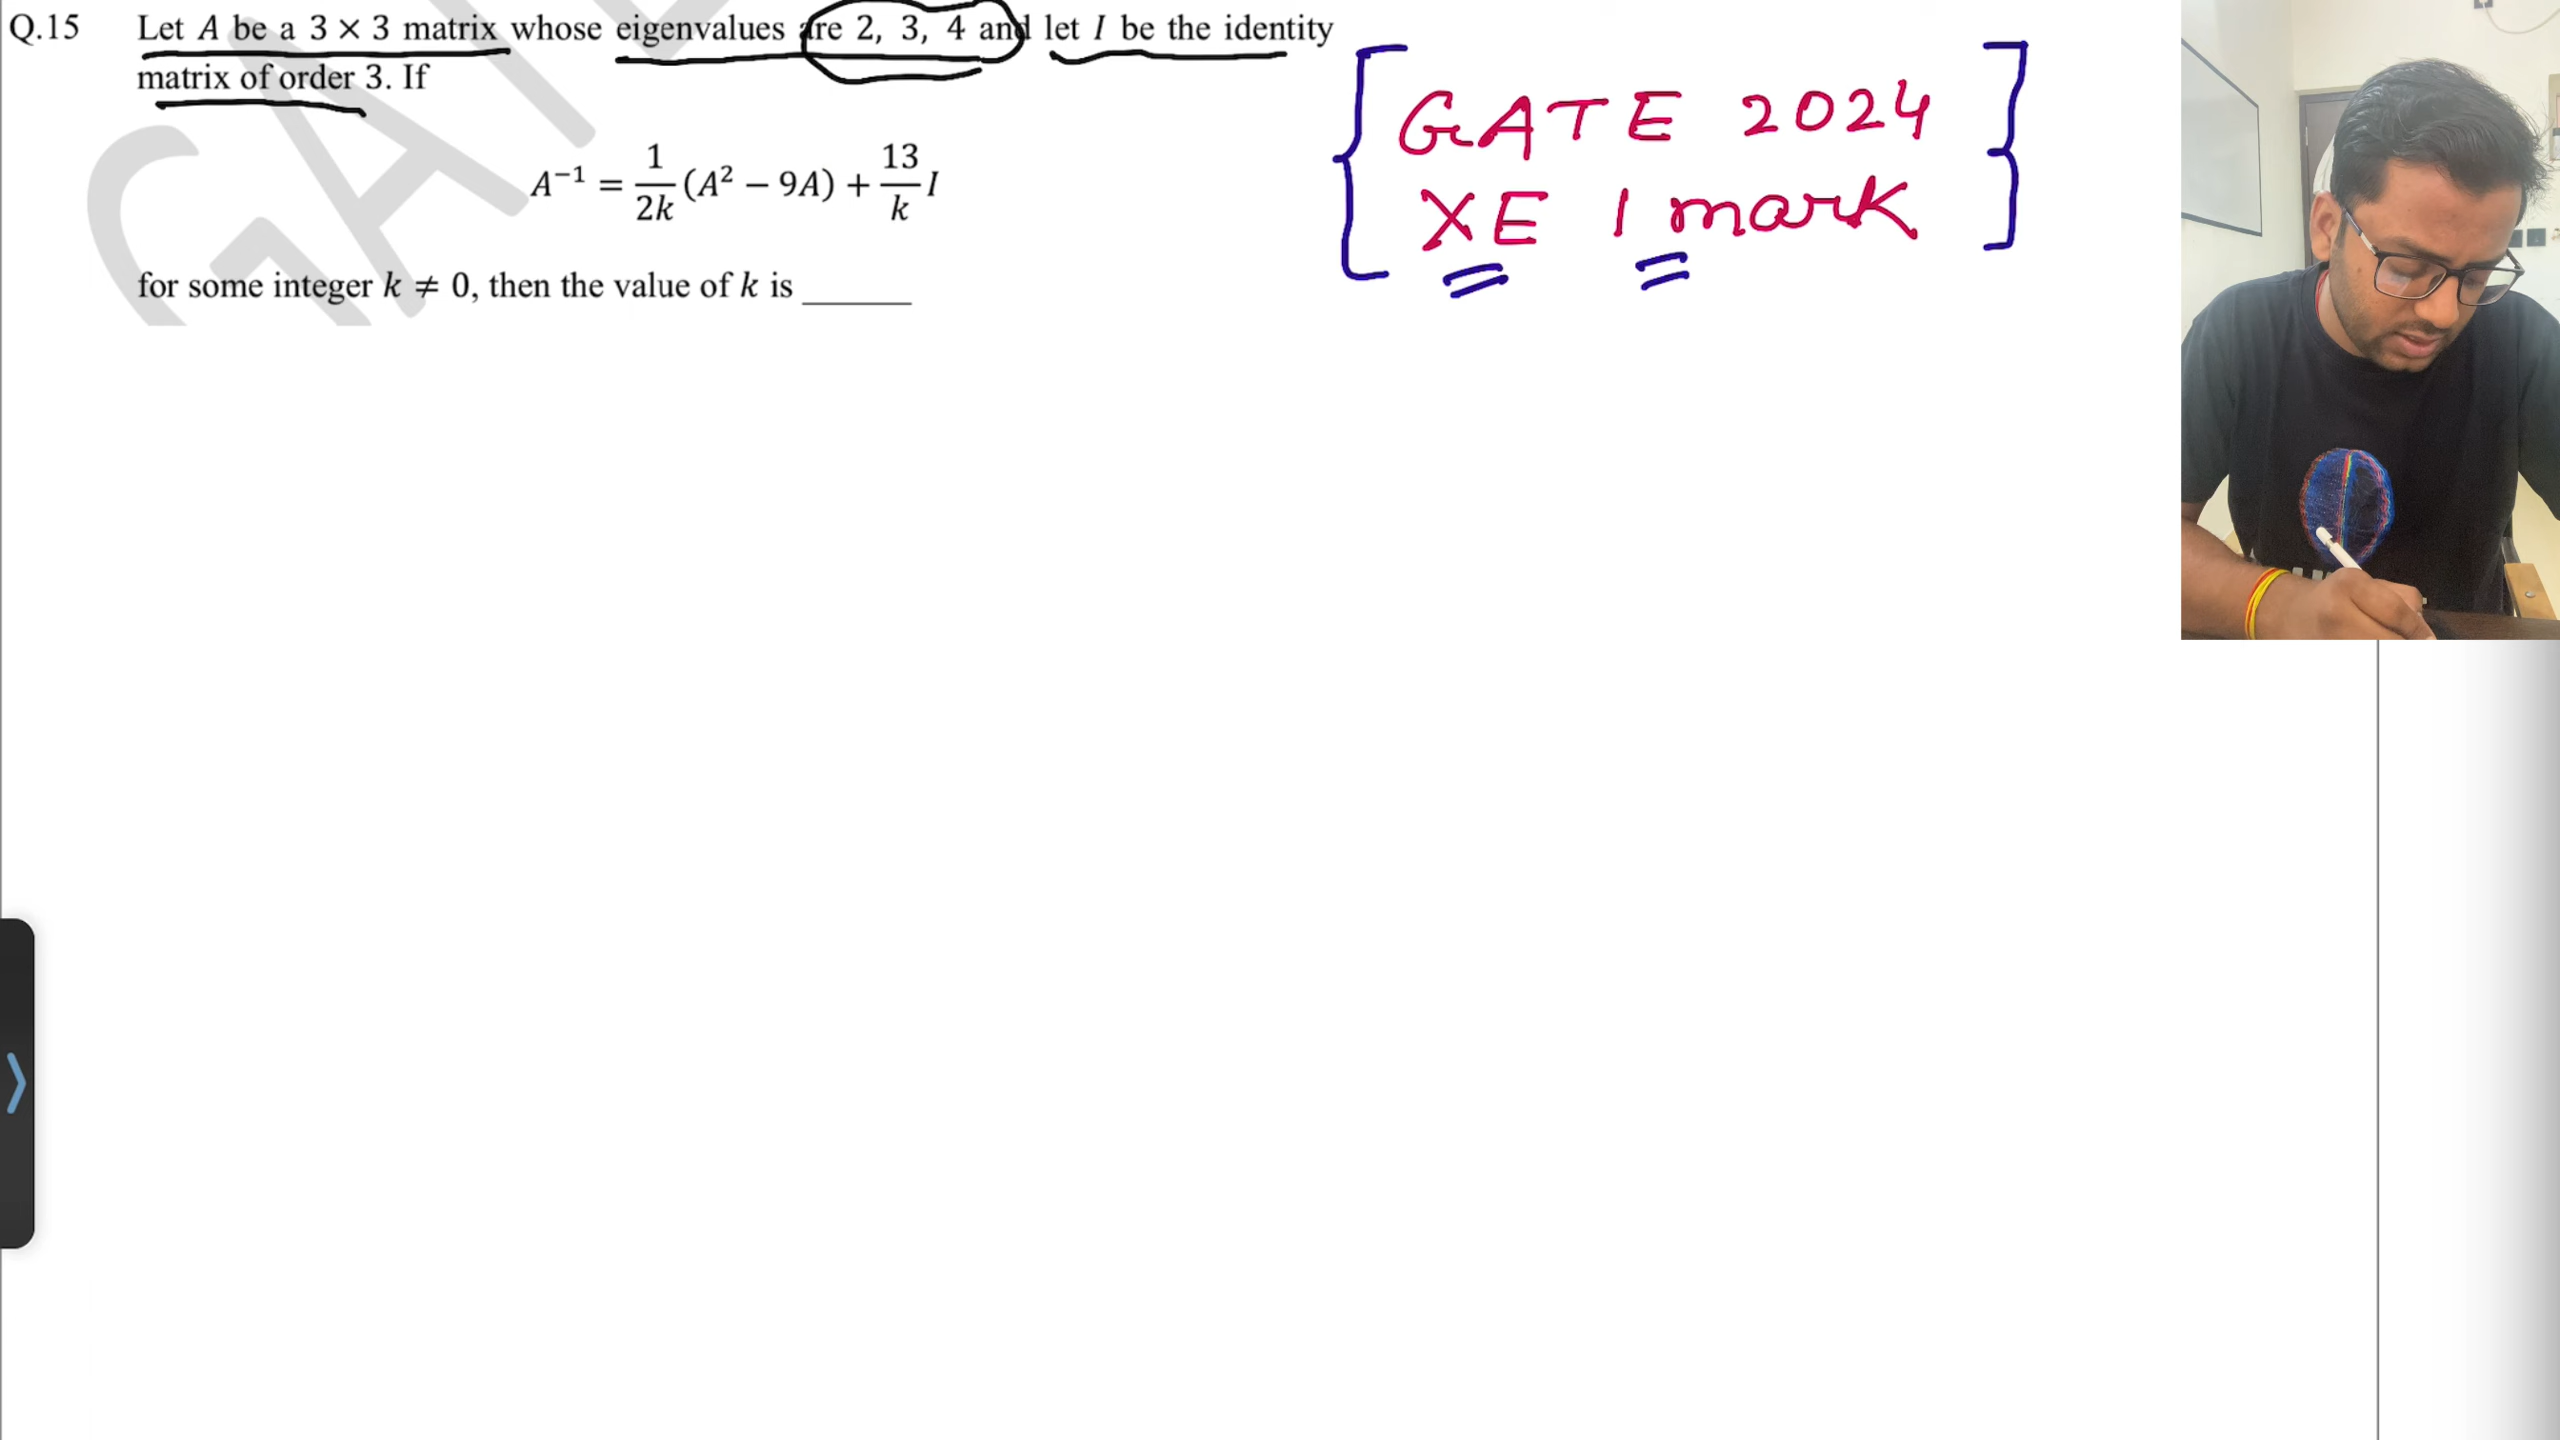 Q.15 Let A be a 3 × 3 matrix whose eigenvalues are 2, 3, 4 and let I be the identity
matrix of order 3. If
A⁻¹ = 1/2k (A² − 9A) + 13/k I
for some integer k ≠ 0, then the value of k is ______
GATE 2024
XE 1 mark
GATE